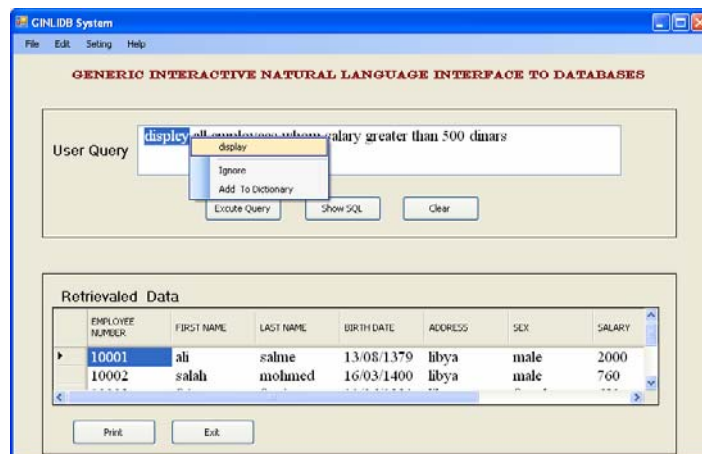 GINLIDB System
File Edit Seting Help
GENERIC INTERACTIVE NATURAL LANGUAGE INTERFACE TO DATABASES
User Query
displey all employees whom salary greater than 500 dinars
display
Ignore
Add To Dictionary
Excute Query Show SQL Clear
Retrievaled Data
EMPLOYEE NUMBER FIRST NAME LAST NAME BIRTH DATE ADDRESS SEX SALARY
10001 ali salme 13/08/1379 libya male 2000
10002 salah mohmed 16/03/1400 libya male 760
Print Exit